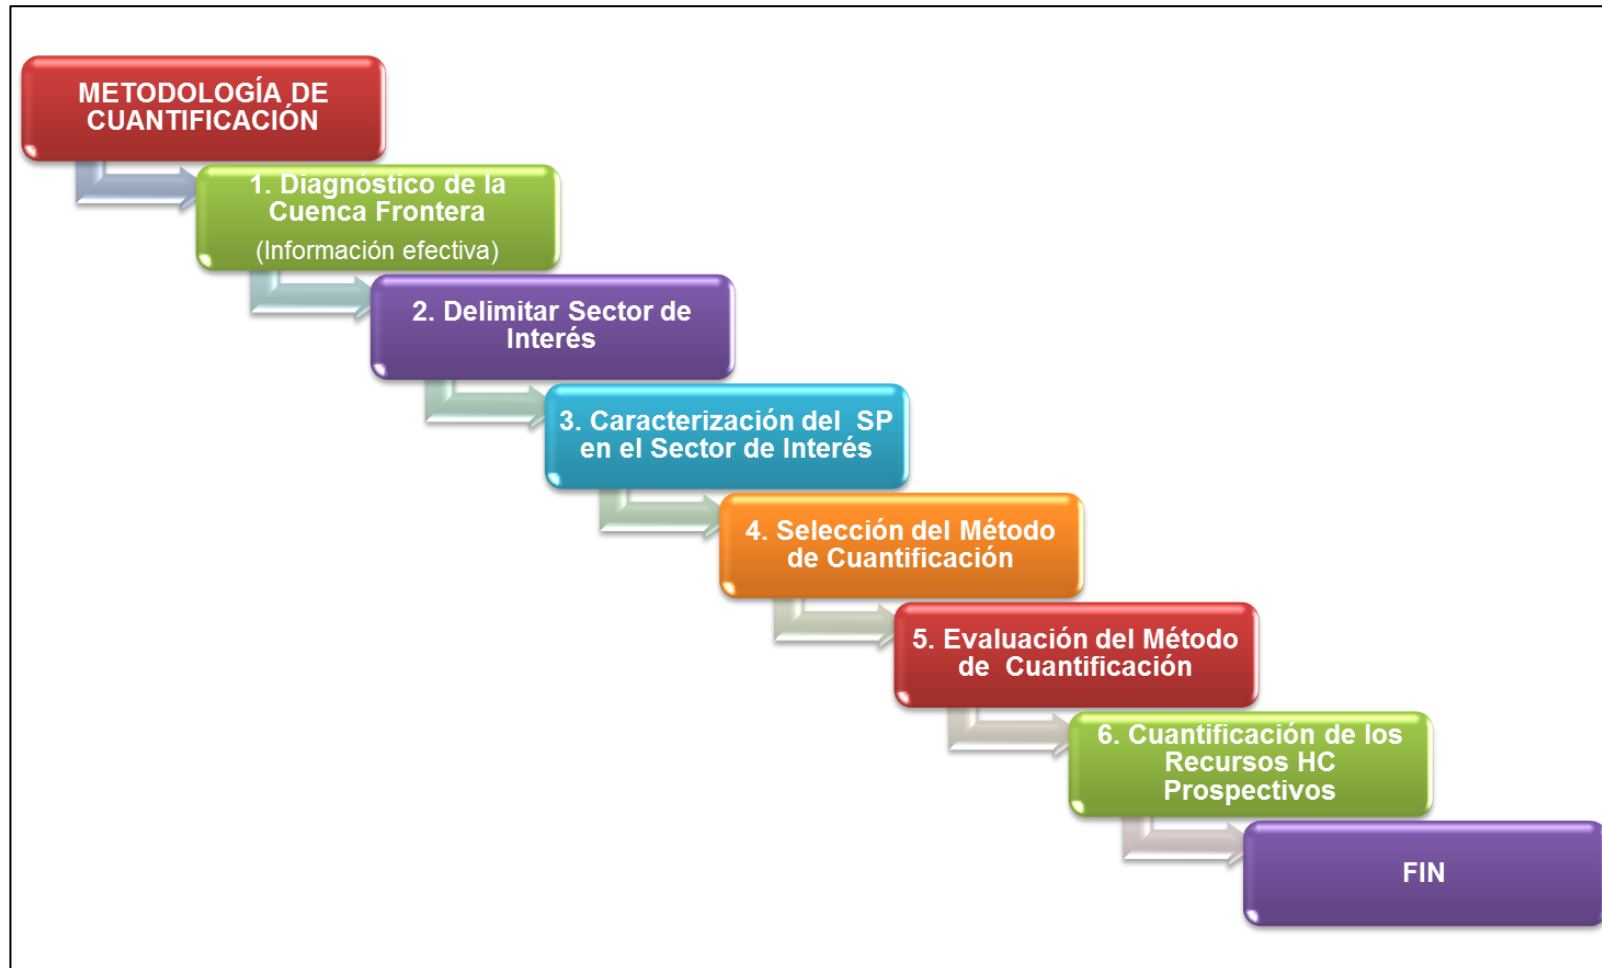 METODOLOGÍA DE
CUANTIFICACIÓN
1. Diagnóstico de la
Cuenca Frontera
(Información efectiva)
2. Delimitar Sector de
Interés
3. Caracterización del SP
en el Sector de Interés
4. Selección del Método
de Cuantificación
5. Evaluación del Método
de Cuantificación
6. Cuantificación de los
Recursos HC
Prospectivos
FIN